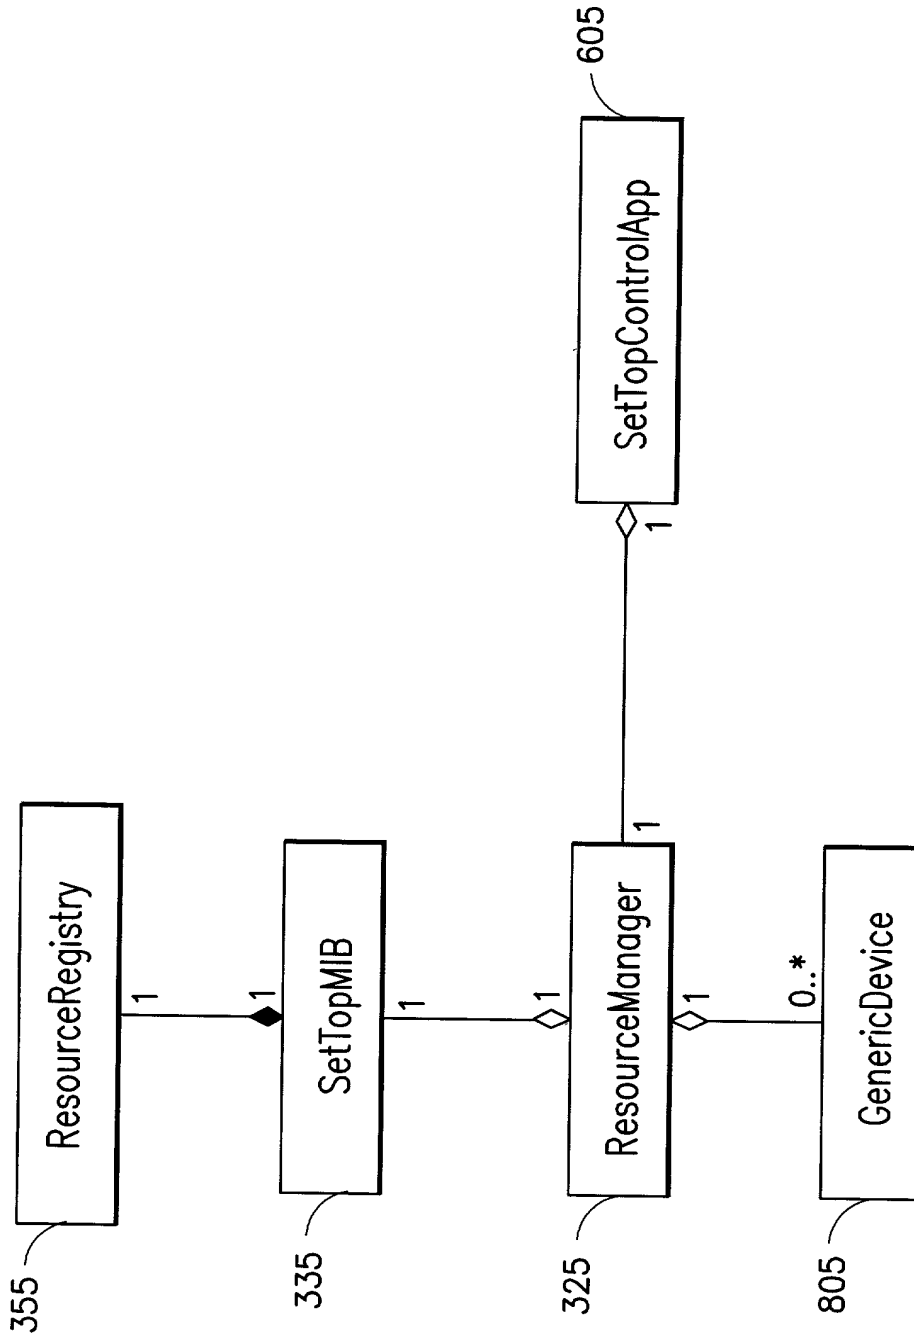 355
ResourceRegistry
1
1
335
SetTopMIB
1
1
325
ResourceManager
1
1
605
SetTopControlApp
1
0..*
805
GenericDevice